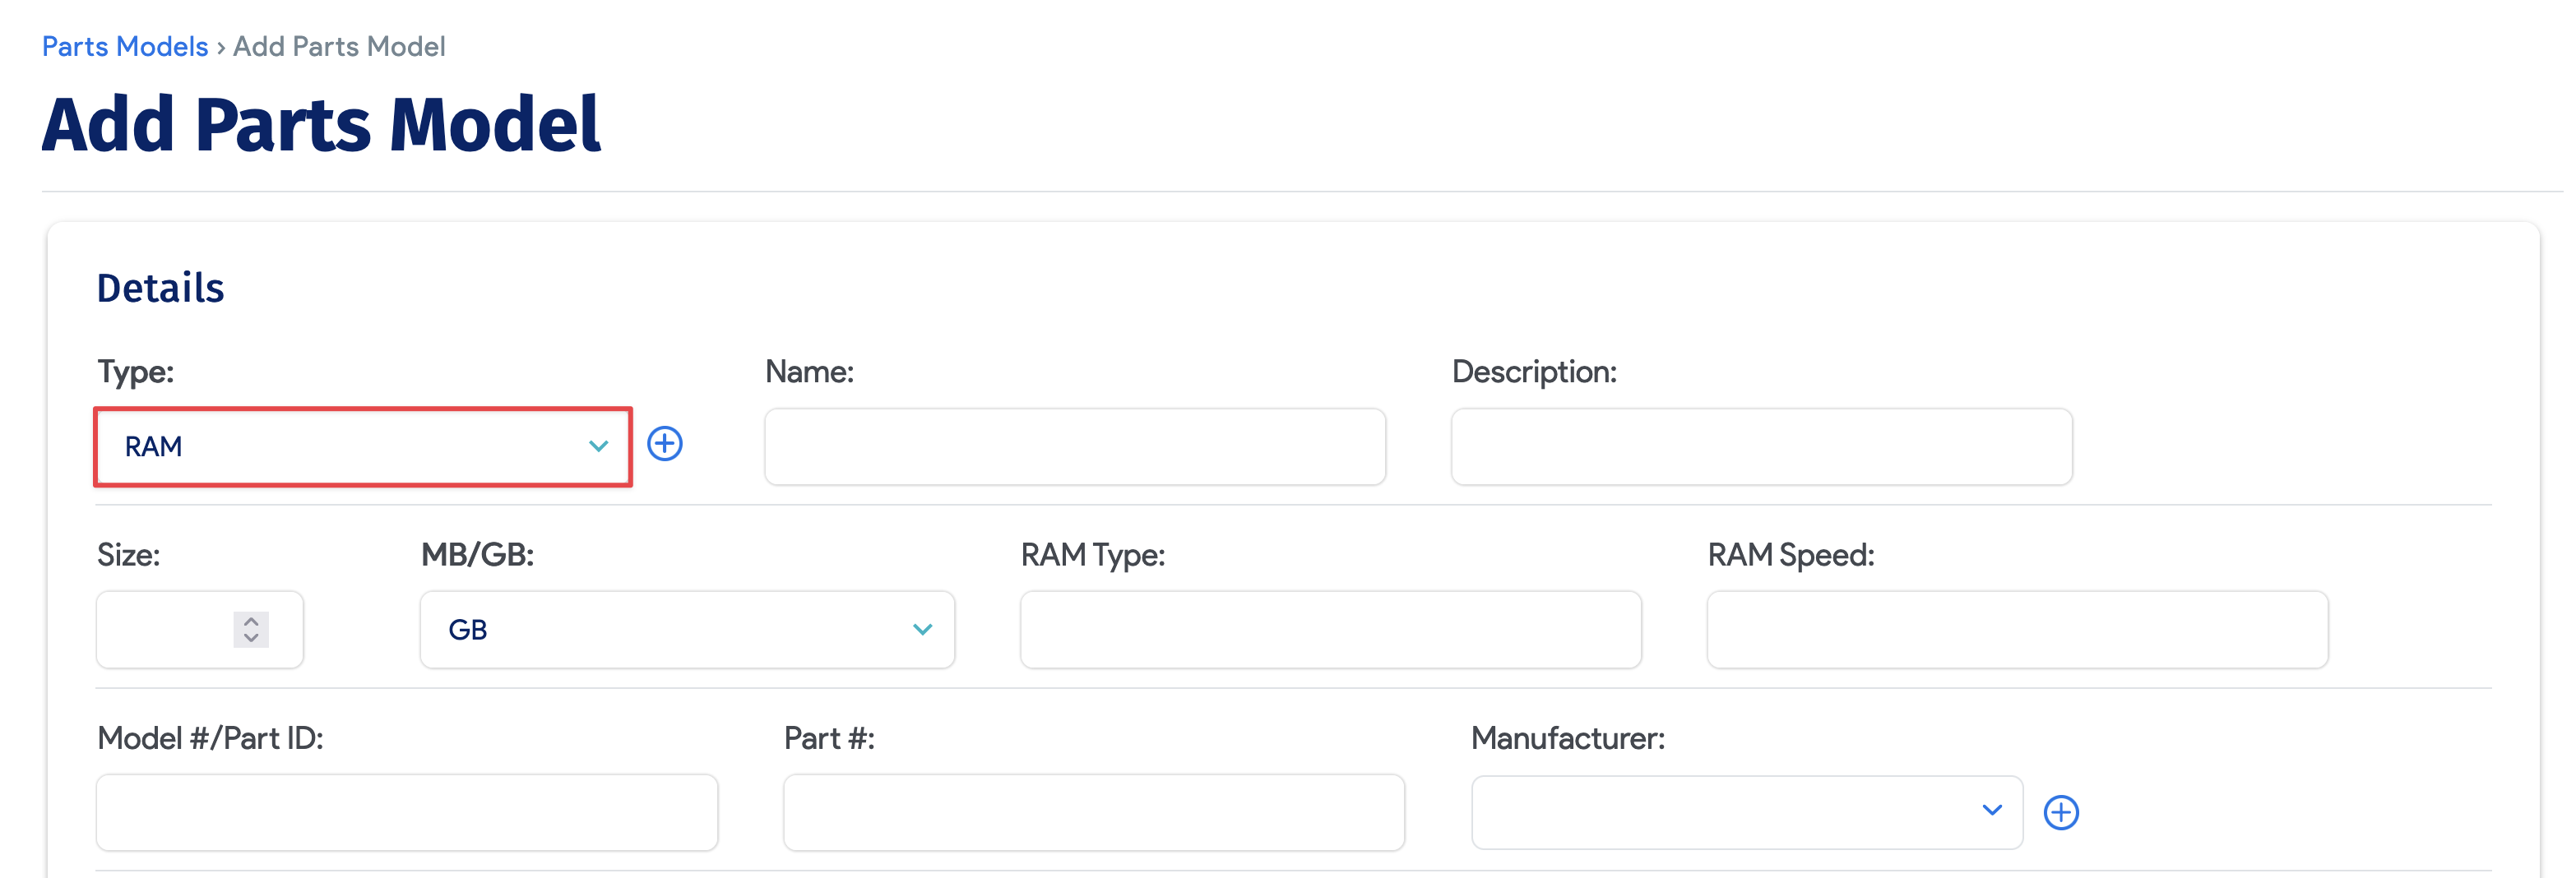 Parts Models › Add Parts Model
Add Parts Model
Details
Type: Name: Description:
RAM
Size: MB/GB: RAM Type: RAM Speed:
GB
Model #/Part ID: Part #: Manufacturer: